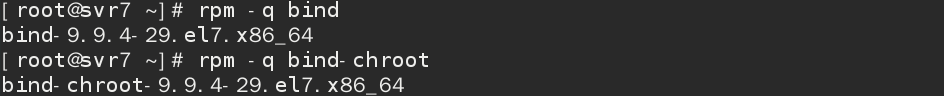 [root@svr7 ~]# rpm -q bind
bind-9.9.4-29.el7.x86_64
[root@svr7 ~]# rpm -q bind-chroot
bind-chroot-9.9.4-29.el7.x86_64